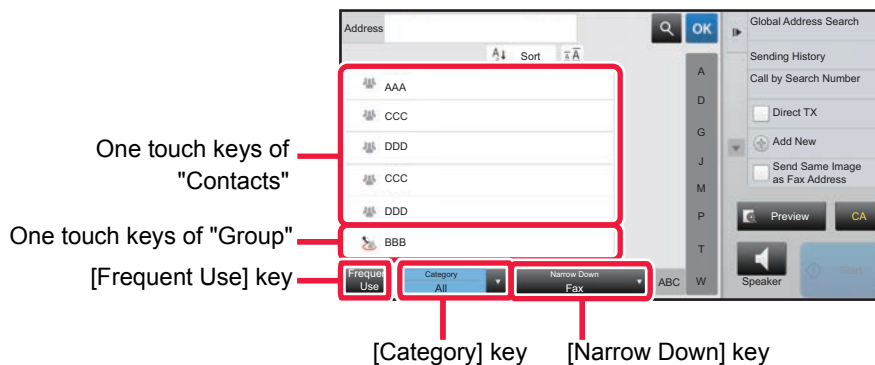 Address
OK
Sort
AAA
CCC
DDD
CCC
DDD
BBB
Frequent
Use
Category
All
Narrow Down
Fax
ABC
A
D
G
J
M
P
T
W
Global Address Search
Sending History
Call by Search Number
Direct TX
Add New
Send Same Image
as Fax Address
Preview
CA
Speaker
Start
One touch keys of
"Contacts"
One touch keys of "Group"
[Frequent Use] key
[Category] key
[Narrow Down] key